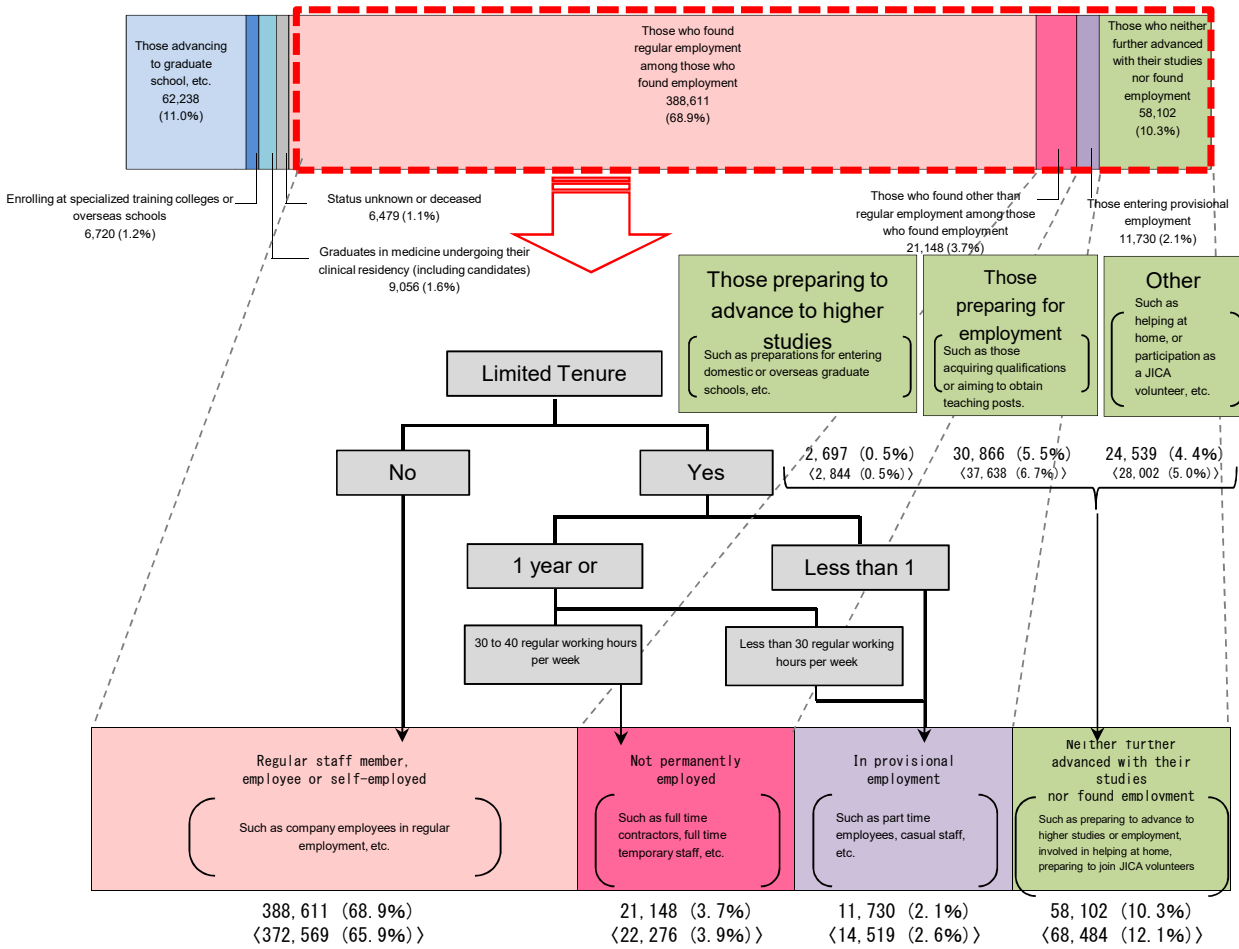 Those advancing
to graduate
school, etc.
62,238
(11.0%)
Those who found
regular employment
among those who
found employment
388,611
(68.9%)
Those who neither
further advanced
with their studies
nor found
employment
58,102
(10.3%)
Enrolling at specialized training colleges or
overseas schools
6,720 (1.2%)
Status unknown or deceased
6,479 (1.1%)
Graduates in medicine undergoing their
clinical residency (including candidates)
9,056 (1.6%)
Those who found other than
regular employment among those
who found employment
21,148 (3.7%)
Those entering provisional
employment
11,730 (2.1%)
Those preparing to
advance to higher
studies
Such as preparations for entering
domestic or overseas graduate
schools, etc.
Those
preparing for
employment
Such as those
acquiring qualifications
or aiming to obtain
teaching posts.
Other
Such as
helping at
home, or
participation as
a JICA
volunteer, etc.
2,697 (0.5%)
〈2,844 (0.5%)〉
30,866 (5.5%)
〈37,638 (6.7%)〉
24,539 (4.4%)
〈28,002 (5.0%)〉
Limited Tenure
No
Yes
1 year or
Less than 1
30 to 40 regular working hours
per week
Less than 30 regular working
hours per week
Regular staff member,
employee or self-employed
Such as company employees in regular
employment, etc.
Not permanently
employed
Such as full time
contractors, full time
temporary staff, etc.
In provisional
employment
Such as part time
employees, casual staff,
etc.
Neither further
advanced with their
studies
nor found employment
Such as preparing to advance to
higher studies or employment,
involved in helping at home,
preparing to join JICA volunteers
388,611 (68.9%)
〈372,569 (65.9%)〉
21,148 (3.7%)
〈22,276 (3.9%)〉
11,730 (2.1%)
〈14,519 (2.6%)〉
58,102 (10.3%)
〈68,484 (12.1%)〉